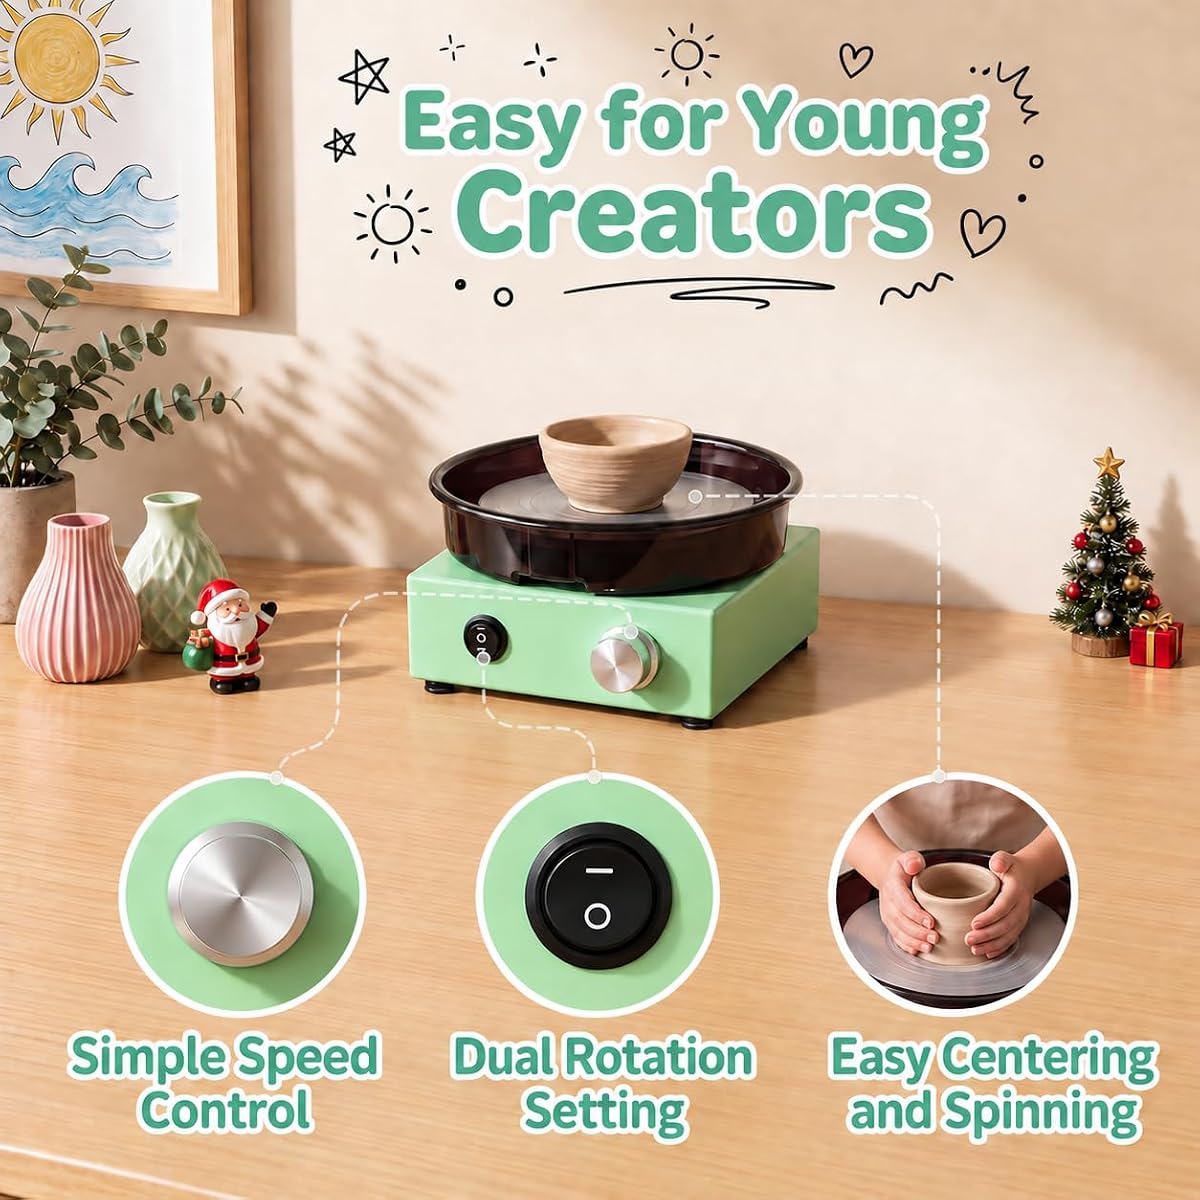 Easy for Young
Creators
Simple Speed
Control
Dual Rotation
Setting
Easy Centering
and Spinning